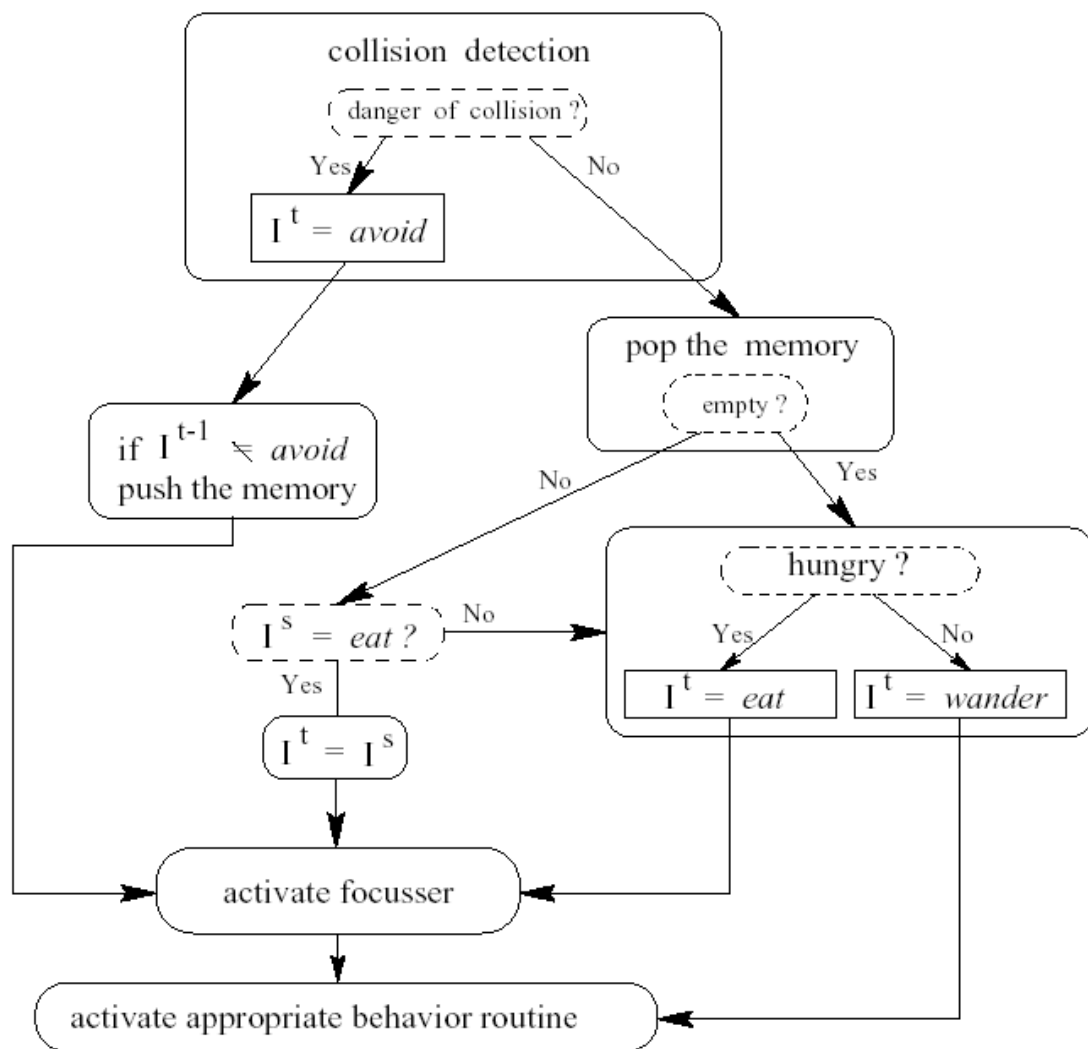 collision detection
danger of collision ?
Yes
No
I^t = avoid
pop the memory
empty ?
if I^t-1 ≠ avoid
push the memory
No
Yes
hungry ?
I^s = eat ?
No
Yes
No
Yes
I^t = eat
I^t = wander
I^t = I^s
activate focusser
activate appropriate behavior routine